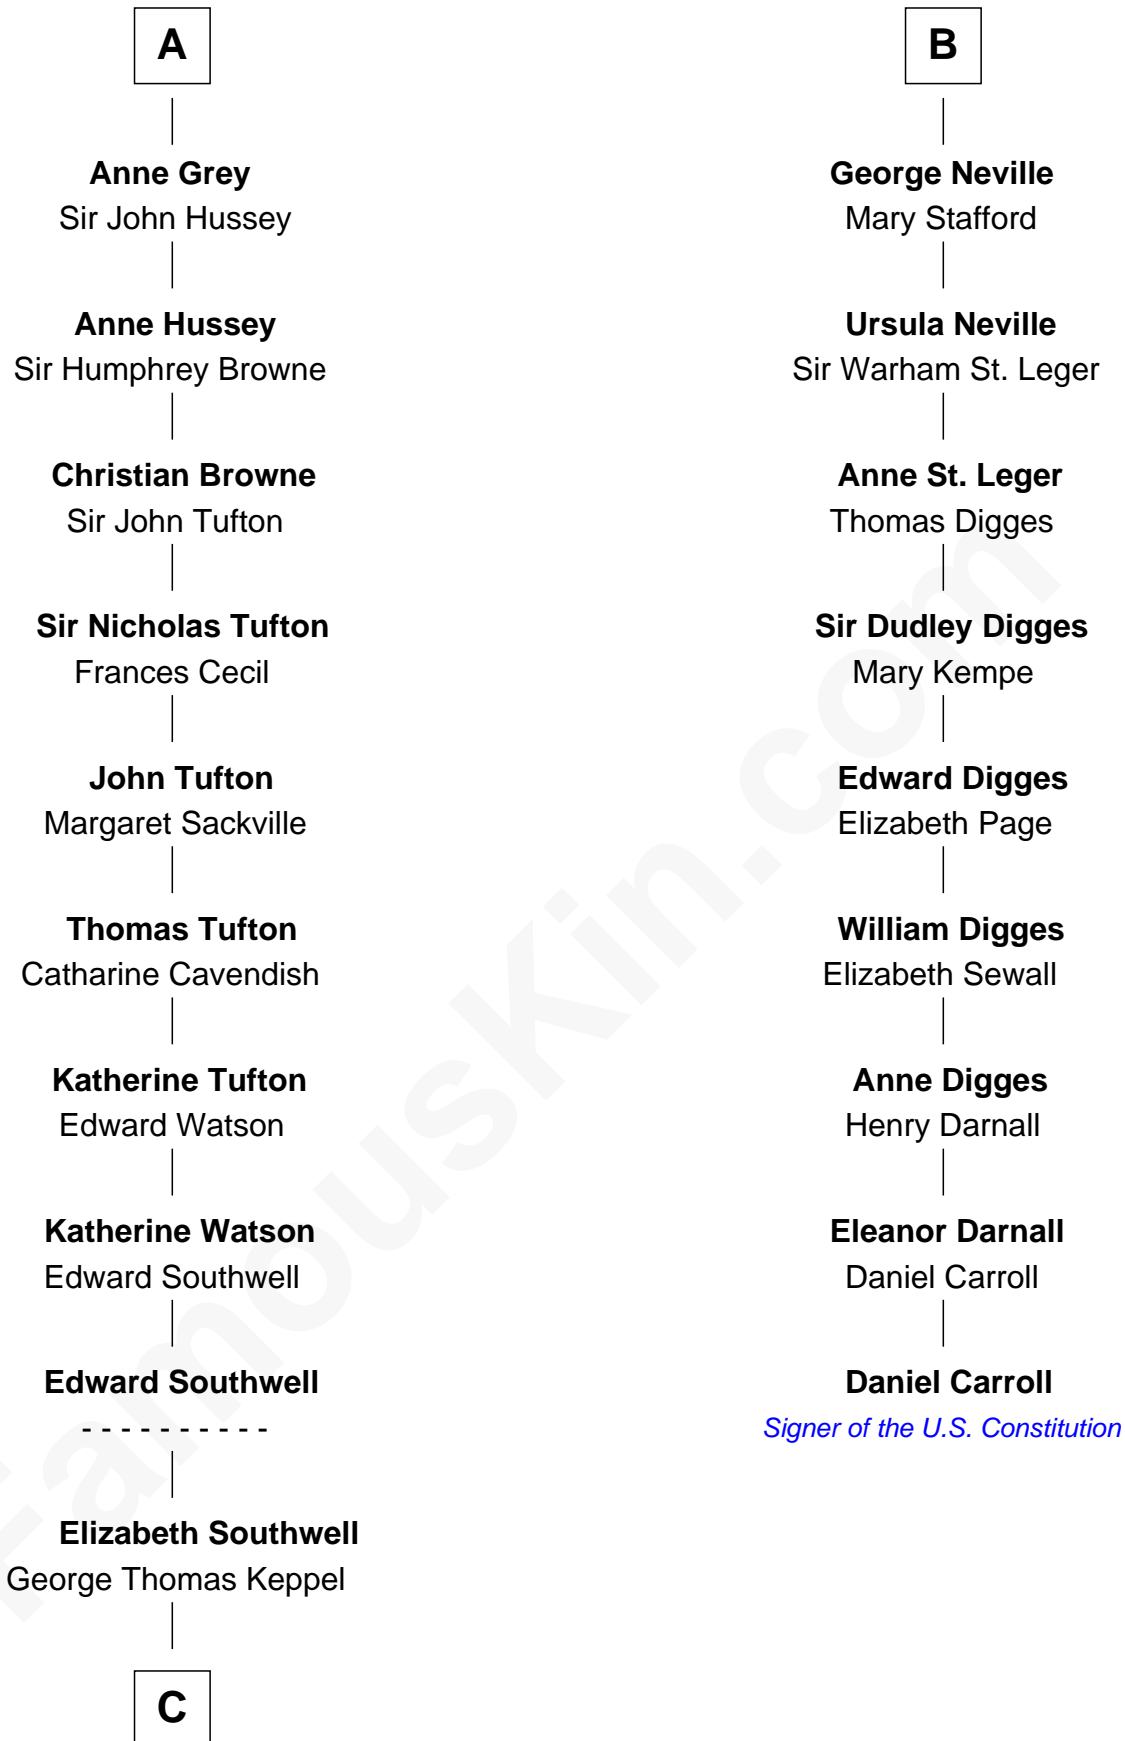 A
Anne Grey
Sir John Hussey
Anne Hussey
Sir Humphrey Browne
Christian Browne
Sir John Tufton
Sir Nicholas Tufton
Frances Cecil
John Tufton
Margaret Sackville
Thomas Tufton
Catharine Cavendish
Katherine Tufton
Edward Watson
Katherine Watson
Edward Southwell
Edward Southwell
- - - - - - - - - -
Elizabeth Southwell
George Thomas Keppel
C
B
George Neville
Mary Stafford
Ursula Neville
Sir Warham St. Leger
Anne St. Leger
Thomas Digges
Sir Dudley Digges
Mary Kempe
Edward Digges
Elizabeth Page
William Digges
Elizabeth Sewall
Anne Digges
Henry Darnall
Eleanor Darnall
Daniel Carroll
Daniel Carroll
Signer of the U.S. Constitution
FamousKin.com